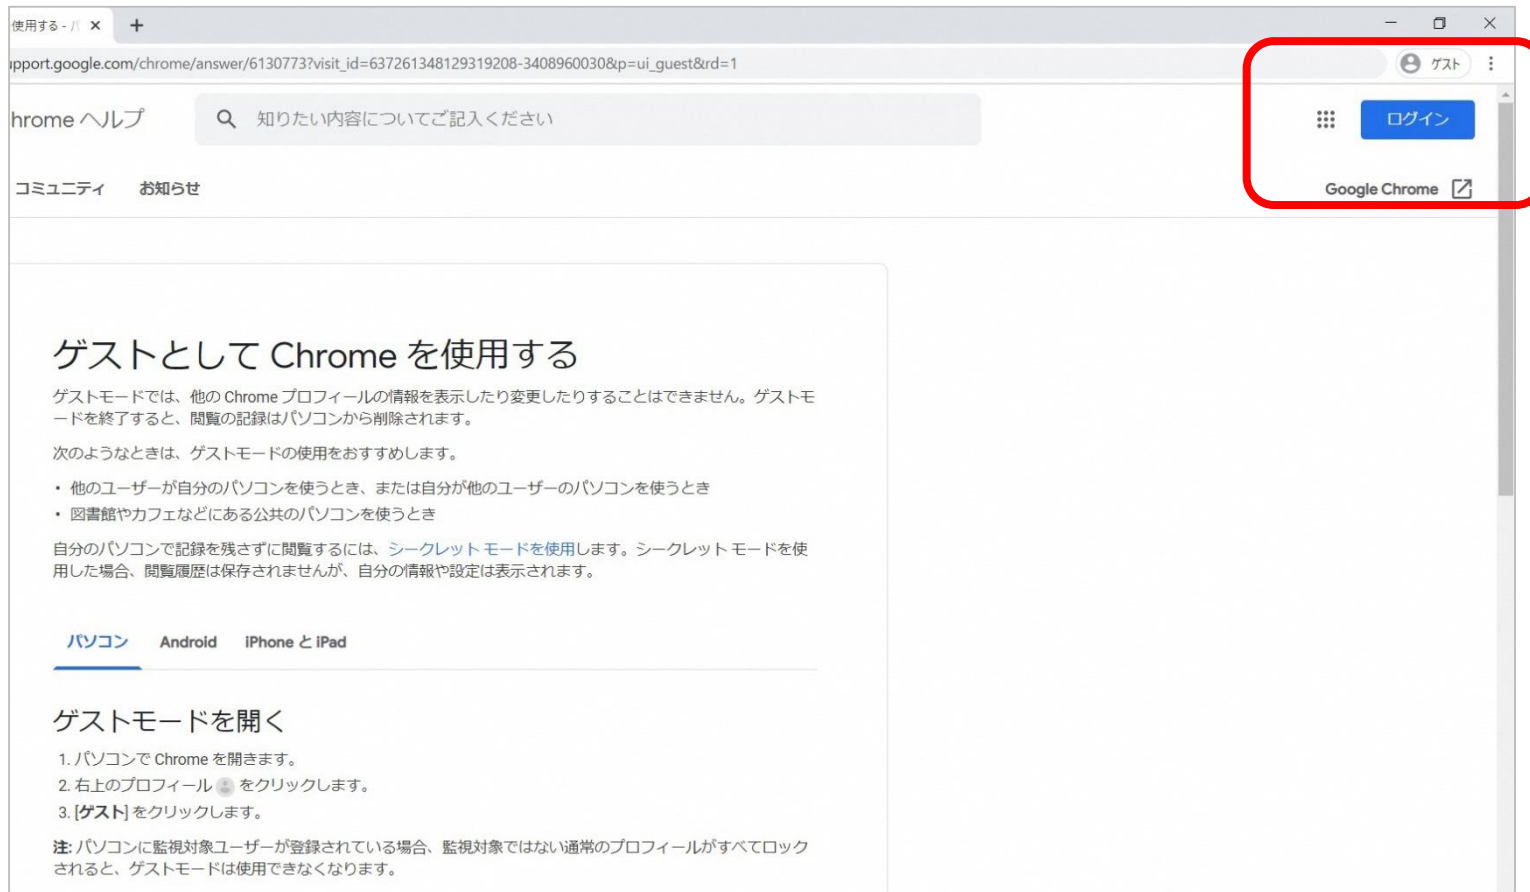 使用する - パ
+
pport.google.com/chrome/answer/6130773?visit_id=637261348129319208-3408960030&p=ui_guest&rd=1
ゲスト
hrome ヘルプ
知りたい内容についてご記入ください
ログイン
コミュニティ お知らせ
Google Chrome
ゲストとして Chrome を使用する
ゲストモードでは、他の Chrome プロフィールの情報を表示したり変更したりすることはできません。ゲストモ
ードを終了すると、閲覧の記録はパソコンから削除されます。
次のようなときは、ゲストモードの使用をおすすめします。
・ 他のユーザーが自分のパソコンを使うとき、または自分が他のユーザーのパソコンを使うとき
・ 図書館やカフェなどにある公共のパソコンを使うとき
自分のパソコンで記録を残さずに閲覧するには、シークレット モードを使用します。シークレット モードを使
用した場合、閲覧履歴は保存されませんが、自分の情報や設定は表示されます。
パソコン Android iPhone と iPad
ゲストモードを開く
1. パソコンで Chrome を開きます。
2. 右上のプロフィール をクリックします。
3. [ゲスト] をクリックします。
注: パソコンに監視対象ユーザーが登録されている場合、監視対象ではない通常のプロフィールがすべてロック
されると、ゲストモードは使用できなくなります。